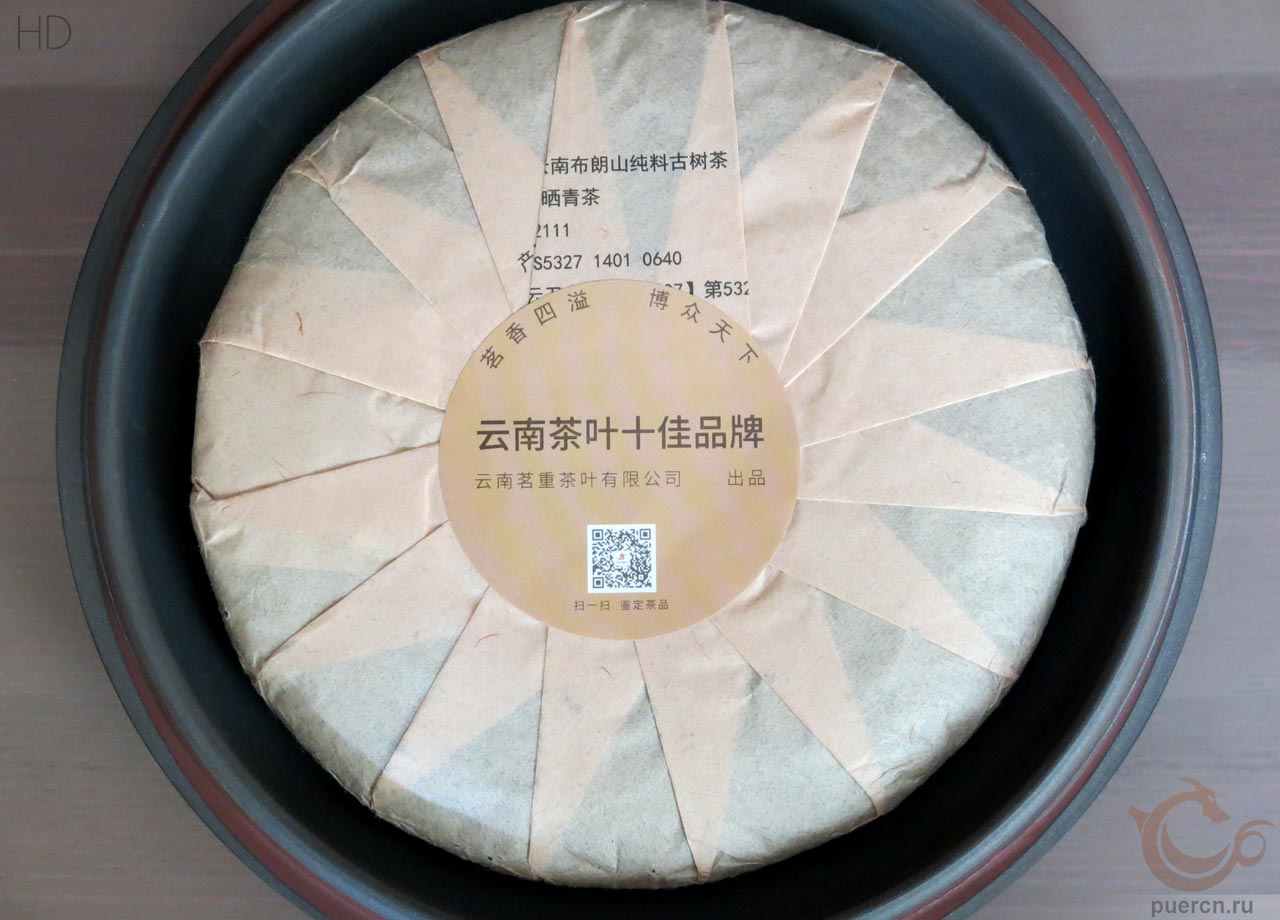 HD
南布朗山纯料古树茶
晒青茶
2111
产
S5327 1401 0640
】第532
茗香四溢 博众天下
云南茶叶十佳品牌
云南茗重茶叶有限公司 出品
扫一扫 鉴定茶品
puercn.ru